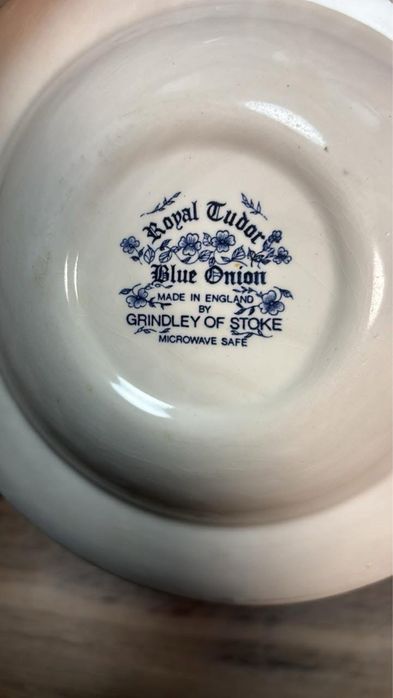 Royal Tudor
Blue Onion
MADE IN ENGLAND
BY
GRINDLEY OF STOKE
MICROWAVE SAFE